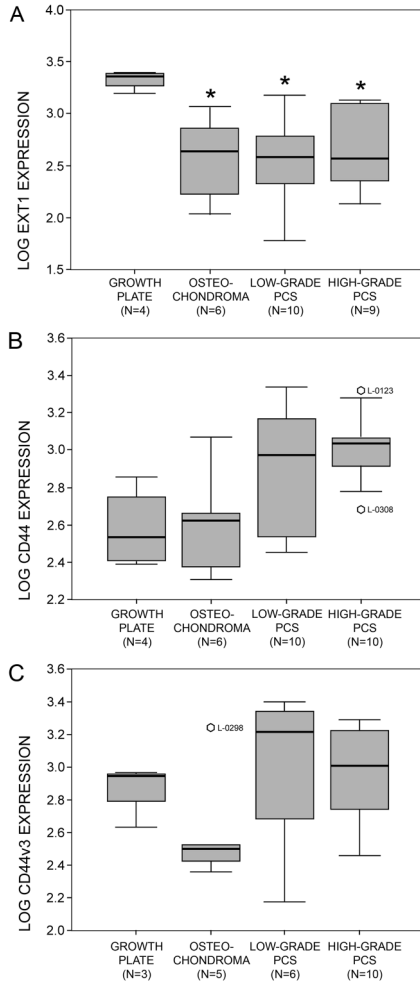 A
LOG EXT1 EXPRESSION
4.0
3.5
3.0
2.5
2.0
1.5
* * *
GROWTH PLATE (N=4)
OSTEO-CHONDROMA (N=6)
LOW-GRADE PCS (N=10)
HIGH-GRADE PCS (N=9)
B
LOG CD44 EXPRESSION
3.6
3.4
3.2
3.0
2.8
2.6
2.4
2.2
L-0123
L-0308
GROWTH PLATE (N=4)
OSTEO-CHONDROMA (N=6)
LOW-GRADE PCS (N=10)
HIGH-GRADE PCS (N=10)
C
LOG CD44v3 EXPRESSION
3.6
3.4
3.2
3.0
2.8
2.6
2.4
2.2
2.0
L-0298
GROWTH PLATE (N=3)
OSTEO-CHONDROMA (N=5)
LOW-GRADE PCS (N=6)
HIGH-GRADE PCS (N=10)